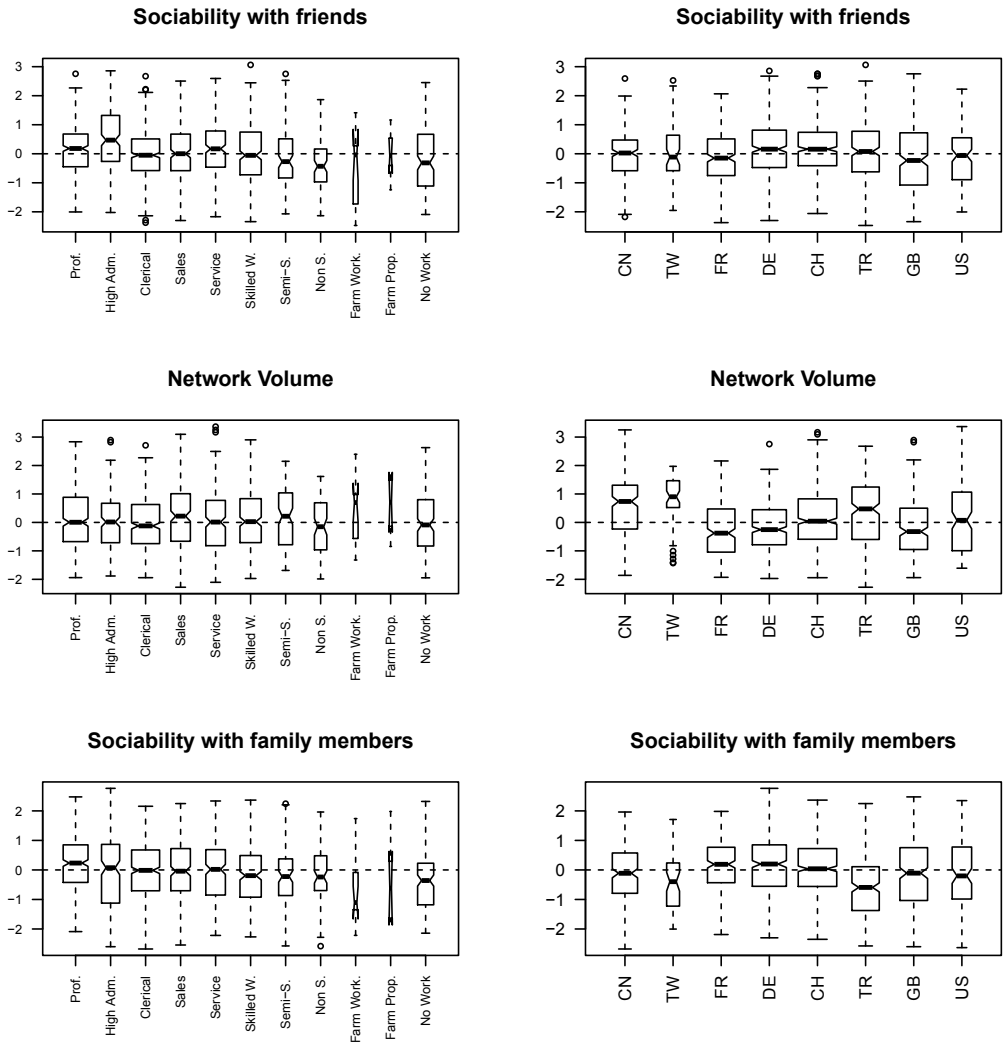 Sociability with friends
3
2
1
0
−1
−2
Prof.
High Adm.
Clerical
Sales
Service
Skilled W.
Semi−S.
Non S.
Farm Work.
Farm Prop.
No Work
Sociability with friends
3
2
1
0
−1
−2
CN
TW
FR
DE
CH
TR
GB
US
Network Volume
3
2
1
0
−1
−2
Prof.
High Adm.
Clerical
Sales
Service
Skilled W.
Semi−S.
Non S.
Farm Work.
Farm Prop.
No Work
Network Volume
3
2
1
0
−1
−2
CN
TW
FR
DE
CH
TR
GB
US
Sociability with family members
2
1
0
−1
−2
Prof.
High Adm.
Clerical
Sales
Service
Skilled W.
Semi−S.
Non S.
Farm Work.
Farm Prop.
No Work
Sociability with family members
2
1
0
−1
−2
CN
TW
FR
DE
CH
TR
GB
US